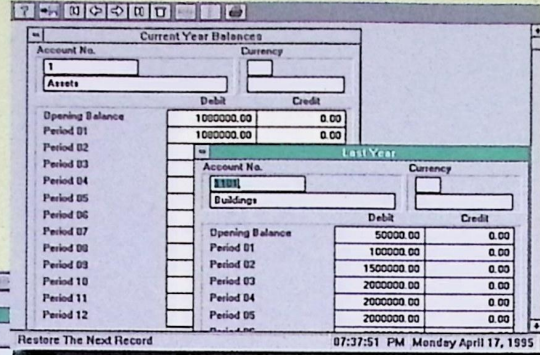 Current Year Balances
Account No. Currency
1
Assets
Debit Credit
Opening Balance 1000000.00 0.00
Period 01 1000000.00 0.00
Period 02
Period 03
Period 04
Period 05
Period 06
Period 07
Period 08
Period 09
Period 10
Period 11
Period 12
Last Year
Account No. Currency
1101
Buildings
Debit Credit
Opening Balance 50000.00 0.00
Period 01 100000.00 0.00
Period 02 1500000.00 0.00
Period 03 2000000.00 0.00
Period 04 2000000.00 0.00
Period 05 2000000.00 0.00
Restore The Next Record 07:37:51 PM Monday April 17, 1995